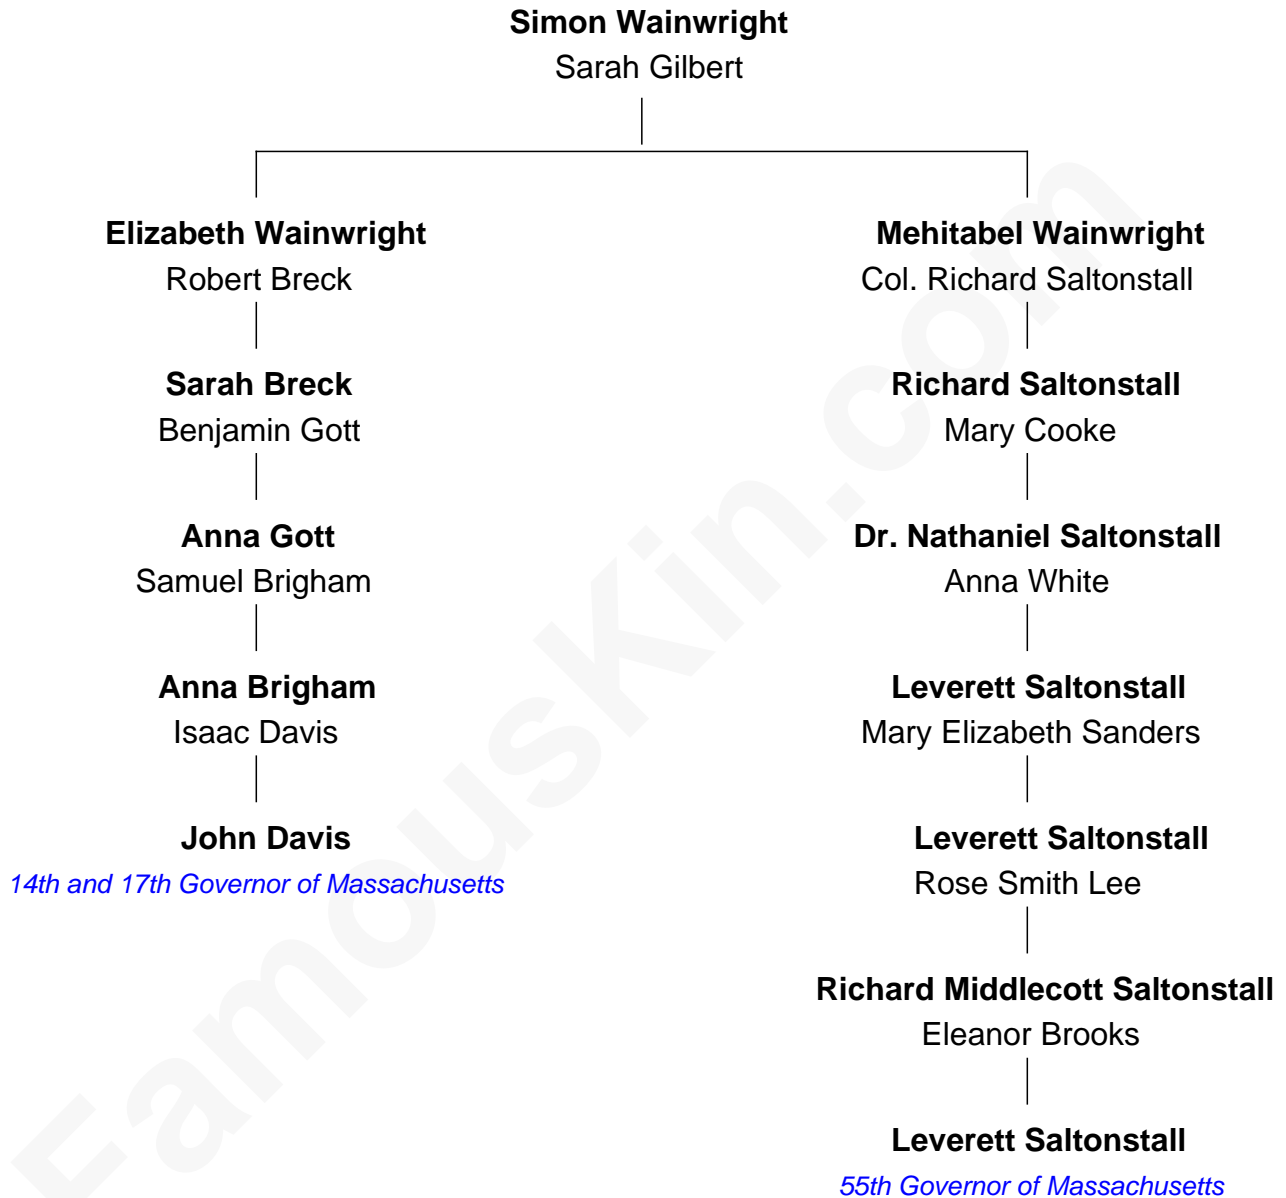 Simon Wainwright
Sarah Gilbert
Elizabeth Wainwright
Robert Breck
Mehitabel Wainwright
Col. Richard Saltonstall
Sarah Breck
Benjamin Gott
Richard Saltonstall
Mary Cooke
Anna Gott
Samuel Brigham
Dr. Nathaniel Saltonstall
Anna White
Anna Brigham
Isaac Davis
Leverett Saltonstall
Mary Elizabeth Sanders
John Davis
14th and 17th Governor of Massachusetts
Leverett Saltonstall
Rose Smith Lee
Richard Middlecott Saltonstall
Eleanor Brooks
Leverett Saltonstall
55th Governor of Massachusetts
FamousKin.com